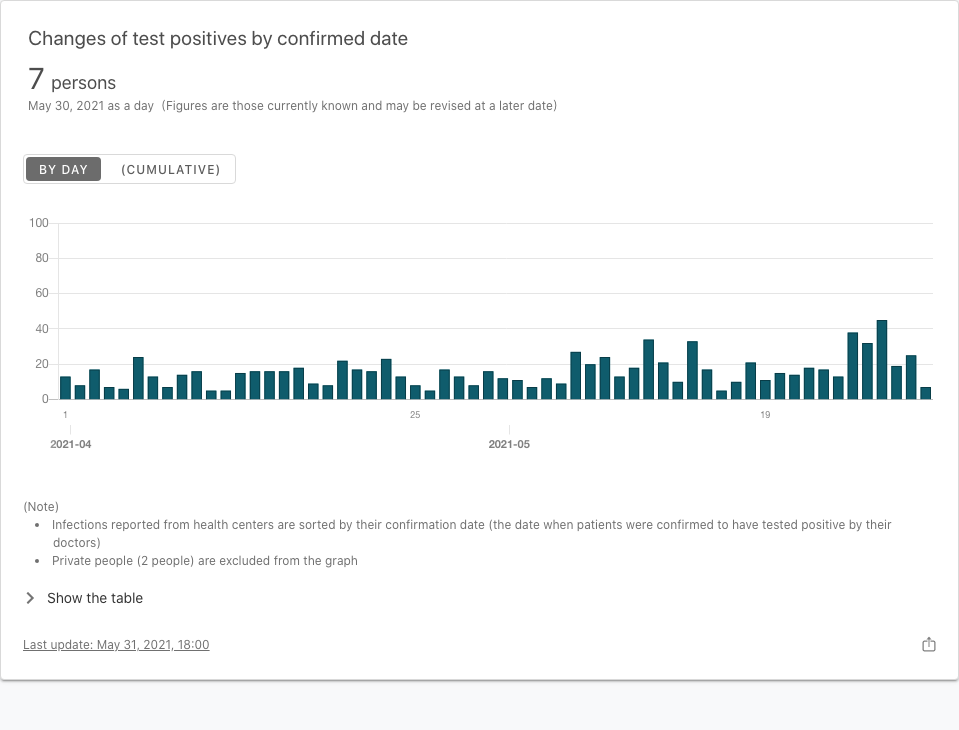 Changes of test positives by confirmed date
7 persons
May 30, 2021 as a day (Figures are those currently known and may be revised at a later date)
BY DAY (CUMULATIVE)
100
80
60
40
20
0
1 25 19
2021-04 2021-05
(Note)
• Infections reported from health centers are sorted by their confirmation date (the date when patients were confirmed to have tested positive by their
doctors)
• Private people (2 people) are excluded from the graph
Show the table
Last update: May 31, 2021, 18:00